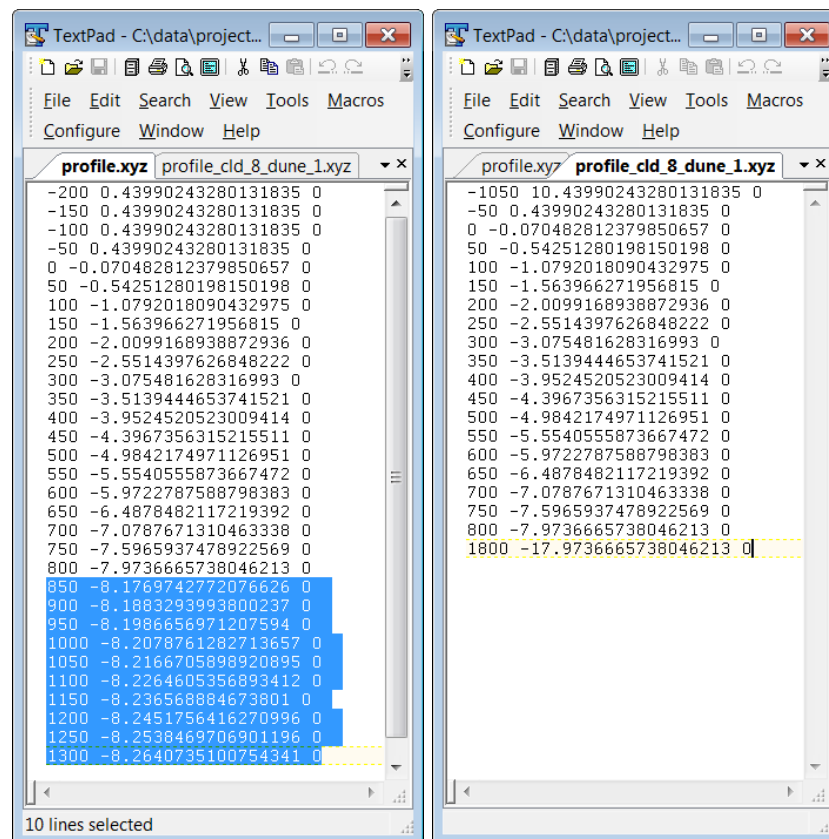 TextPad - C:\data\project...
File Edit Search View Tools Macros
Configure Window Help
profile.xyz profile_cld_8_dune_1.xyz
-200 0.43990243280131835 0
-150 0.43990243280131835 0
-100 0.43990243280131835 0
-50 0.43990243280131835 0
0 -0.070482812379850657 0
50 -0.54251280198150198 0
100 -1.0792018090432975 0
150 -1.563966271956815 0
200 -2.0099168938872936 0
250 -2.5514397626848222 0
300 -3.075481628316993 0
350 -3.5139444653741521 0
400 -3.9524520523009414 0
450 -4.3967356315215511 0
500 -4.9842174971126951 0
550 -5.5540555873667472 0
600 -5.9722787588798383 0
650 -6.4878482117219392 0
700 -7.0787671310463338 0
750 -7.5965937478922569 0
800 -7.9736665738046213 0
850 -8.1769742772076626 0
900 -8.1883293993800237 0
950 -8.1986656971207594 0
1000 -8.2078761282713657 0
1050 -8.2166705898920895 0
1100 -8.2264605356893412 0
1150 -8.236568884673801 0
1200 -8.2451756416270996 0
1250 -8.2538469706901196 0
1300 -8.2640735100754341 0
10 lines selected
TextPad - C:\data\project...
File Edit Search View Tools Macros
Configure Window Help
profile.xyz profile_cld_8_dune_1.xyz
-1050 10.43990243280131835 0
-50 0.43990243280131835 0
0 -0.070482812379850657 0
50 -0.54251280198150198 0
100 -1.0792018090432975 0
150 -1.563966271956815 0
200 -2.0099168938872936 0
250 -2.5514397626848222 0
300 -3.075481628316993 0
350 -3.5139444653741521 0
400 -3.9524520523009414 0
450 -4.3967356315215511 0
500 -4.9842174971126951 0
550 -5.5540555873667472 0
600 -5.9722787588798383 0
650 -6.4878482117219392 0
700 -7.0787671310463338 0
750 -7.5965937478922569 0
800 -7.9736665738046213 0
1800 -17.9736665738046213 0